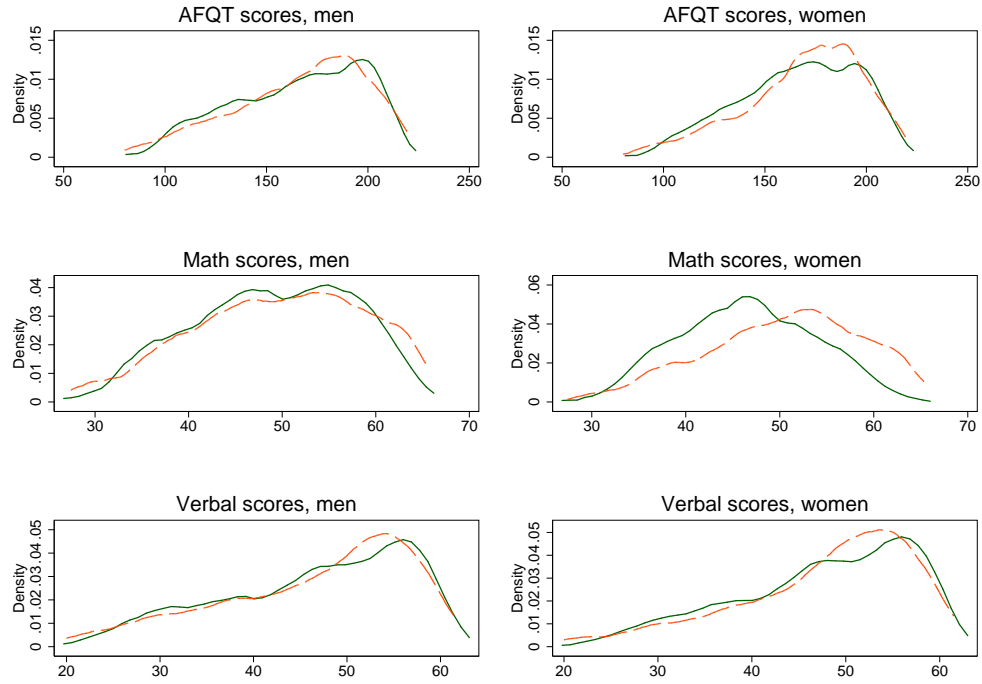 AFQT scores, men
Density
0 .005 .01 .015
50 100 150 200 250
AFQT scores, women
Density
0 .005 .01 .015
50 100 150 200 250
Math scores, men
Density
0 .01 .02 .03 .04
30 40 50 60 70
Math scores, women
Density
0 .02 .04 .06
30 40 50 60 70
Verbal scores, men
Density
0 .01 .02 .03 .04 .05
20 30 40 50 60
Verbal scores, women
Density
0 .01 .02 .03 .04 .05
20 30 40 50 60